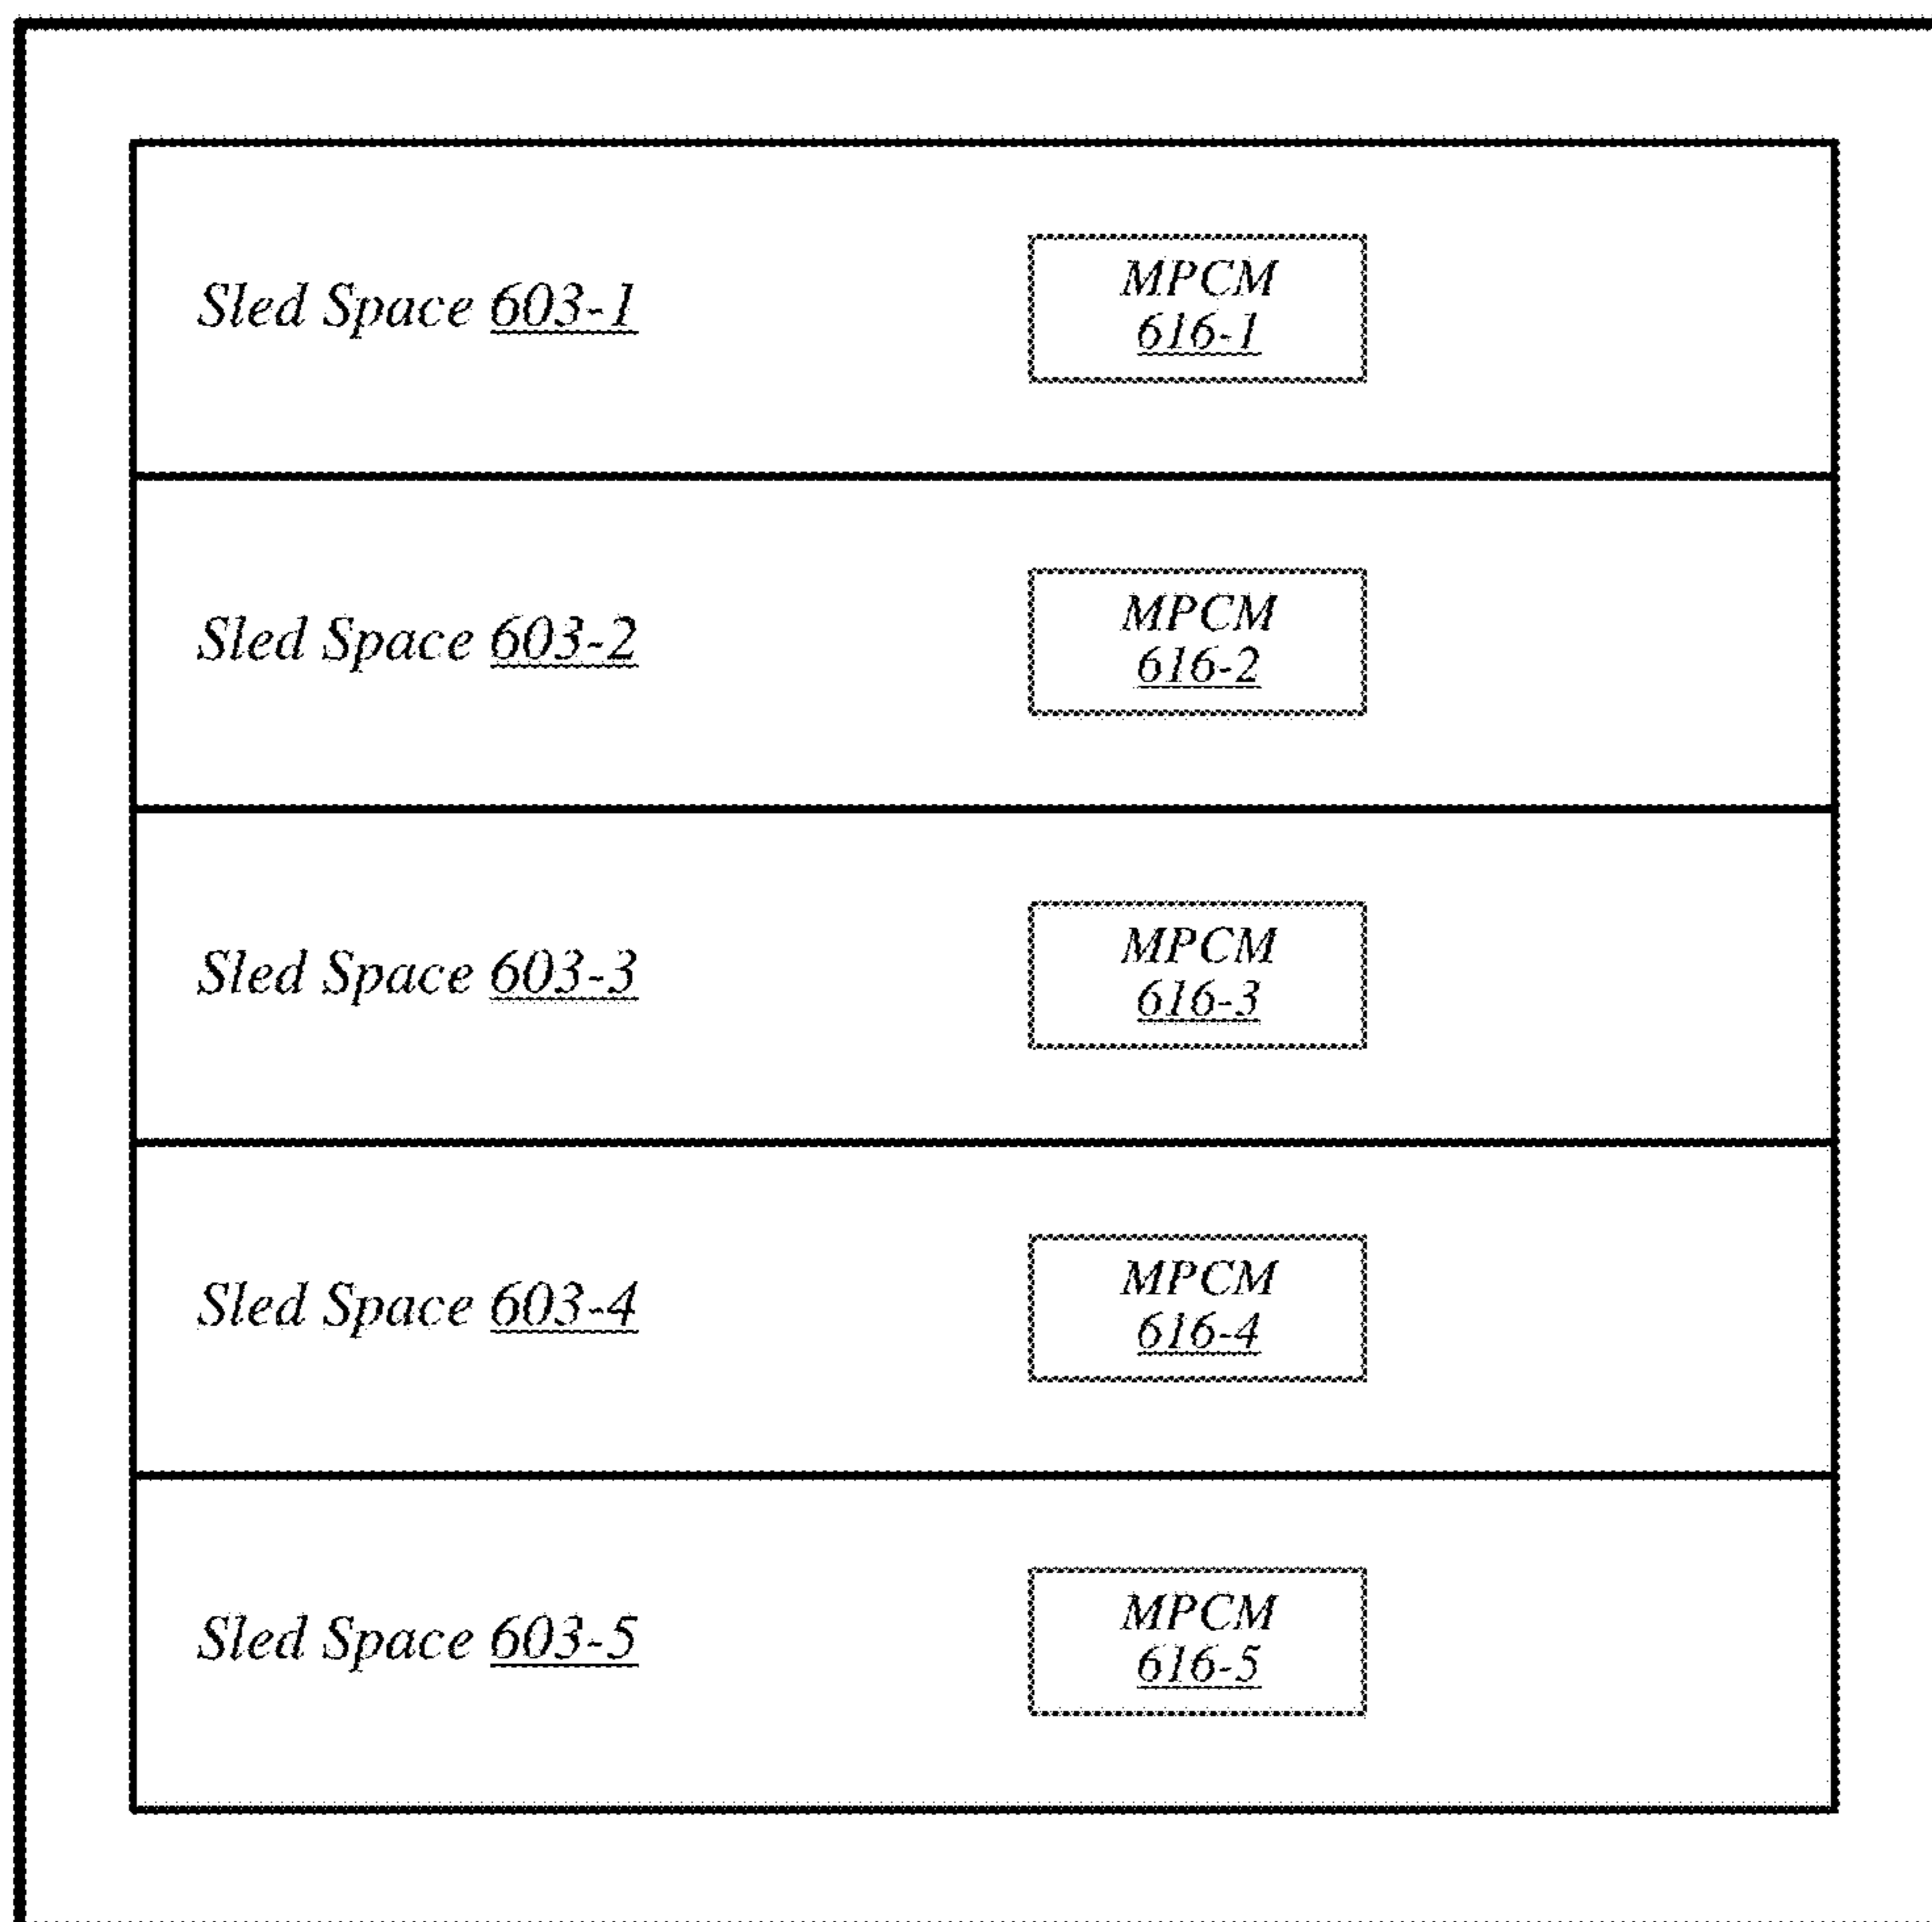 Sled Space 603-1
MPCM
616-1
Sled Space 603-2
MPCM
616-2
Sled Space 603-3
MPCM
616-3
Sled Space 603-4
MPCM
616-4
Sled Space 603-5
MPCM
616-5